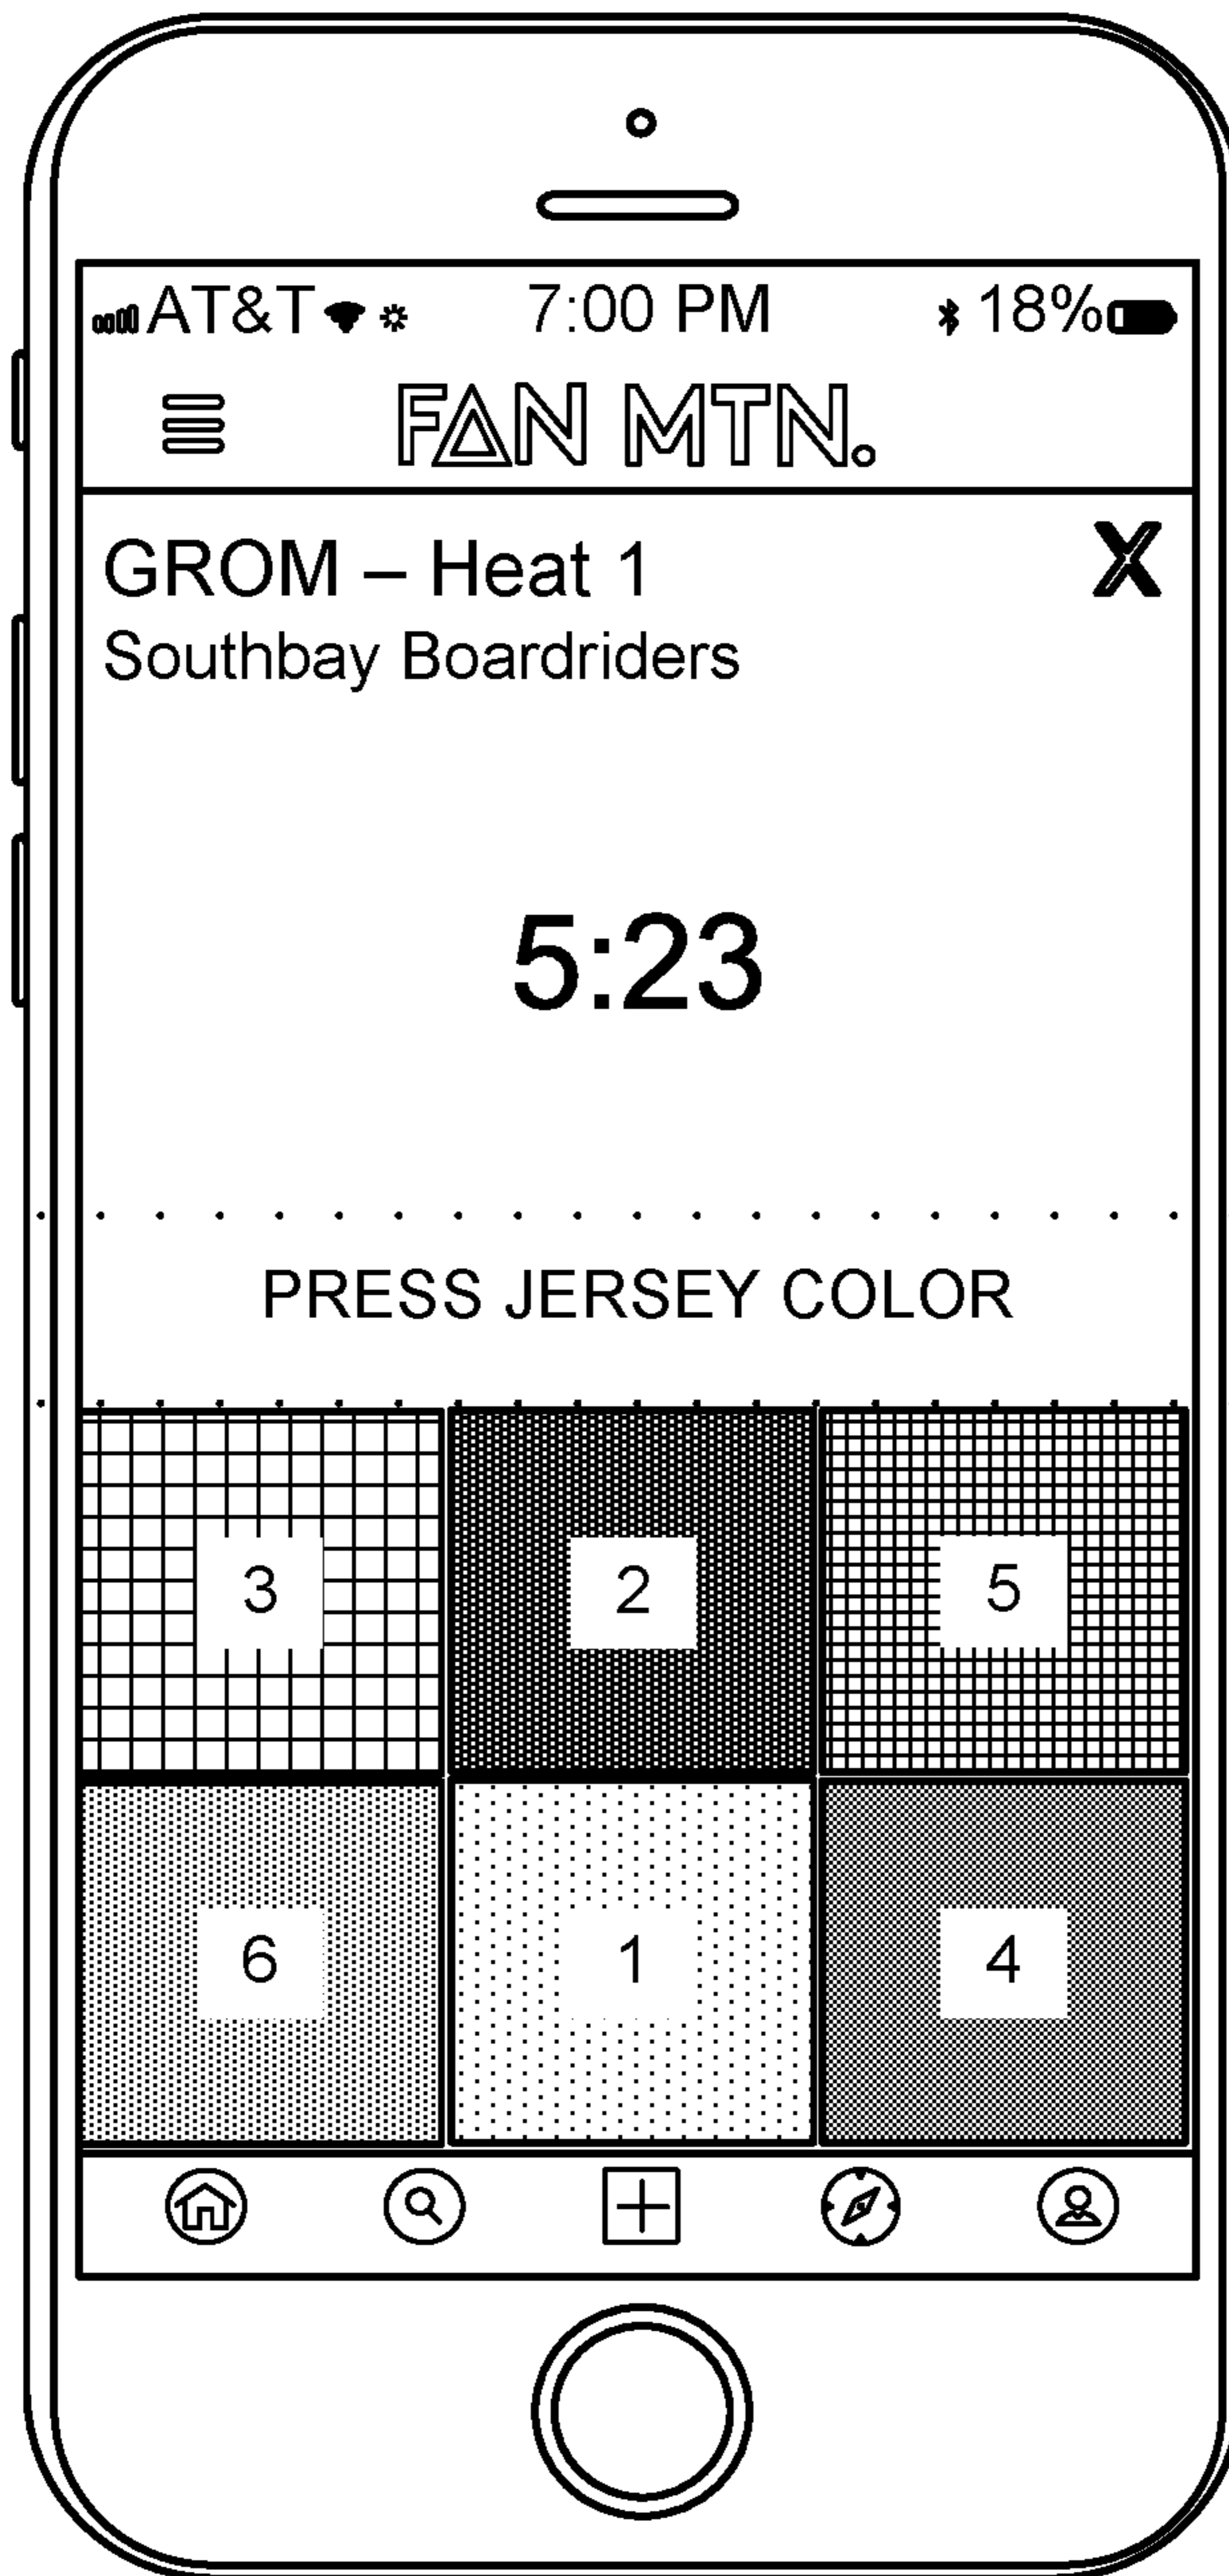 AT&T 7:00 PM 18%
FAN MTN.
GROM – Heat 1 X
Southbay Boardriders
5:23
PRESS JERSEY COLOR
3 2 5
6 1 4